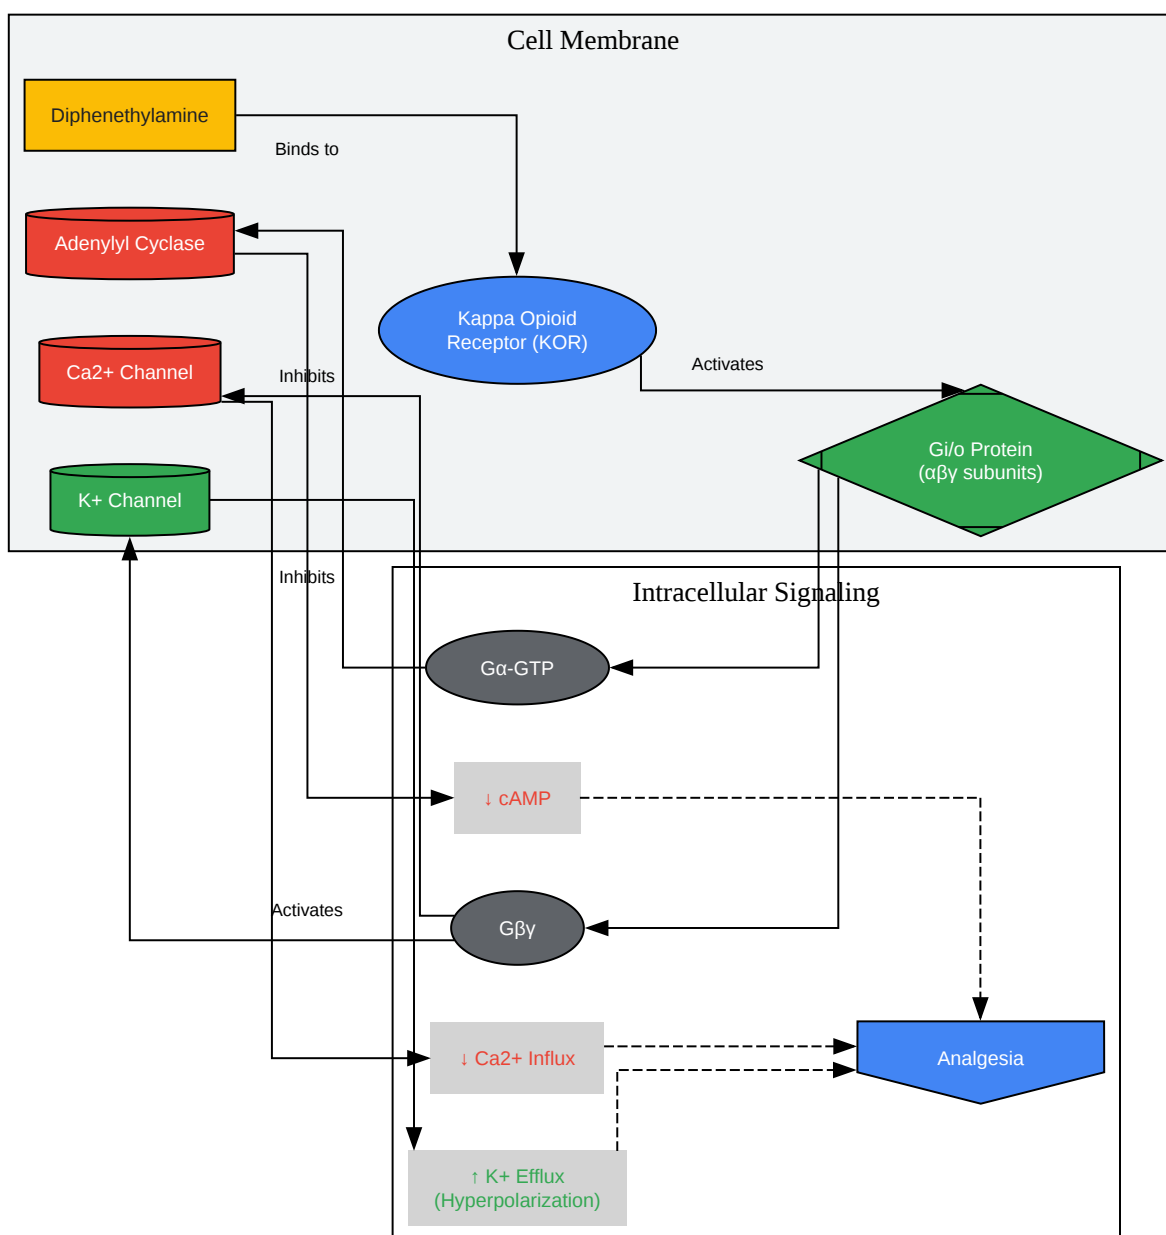 Cell Membrane
Diphenethylamine
Binds to
Adenylyl Cyclase
Kappa Opioid
Receptor (KOR)
Ca2+ Channel
Inhibits
Activates
Gi/o Protein
(αβγ subunits)
K+ Channel
Inhibits
Intracellular Signaling
Gα-GTP
↓ cAMP
Activates
Gβγ
↓ Ca2+ Influx
Analgesia
↑ K+ Efflux
(Hyperpolarization)